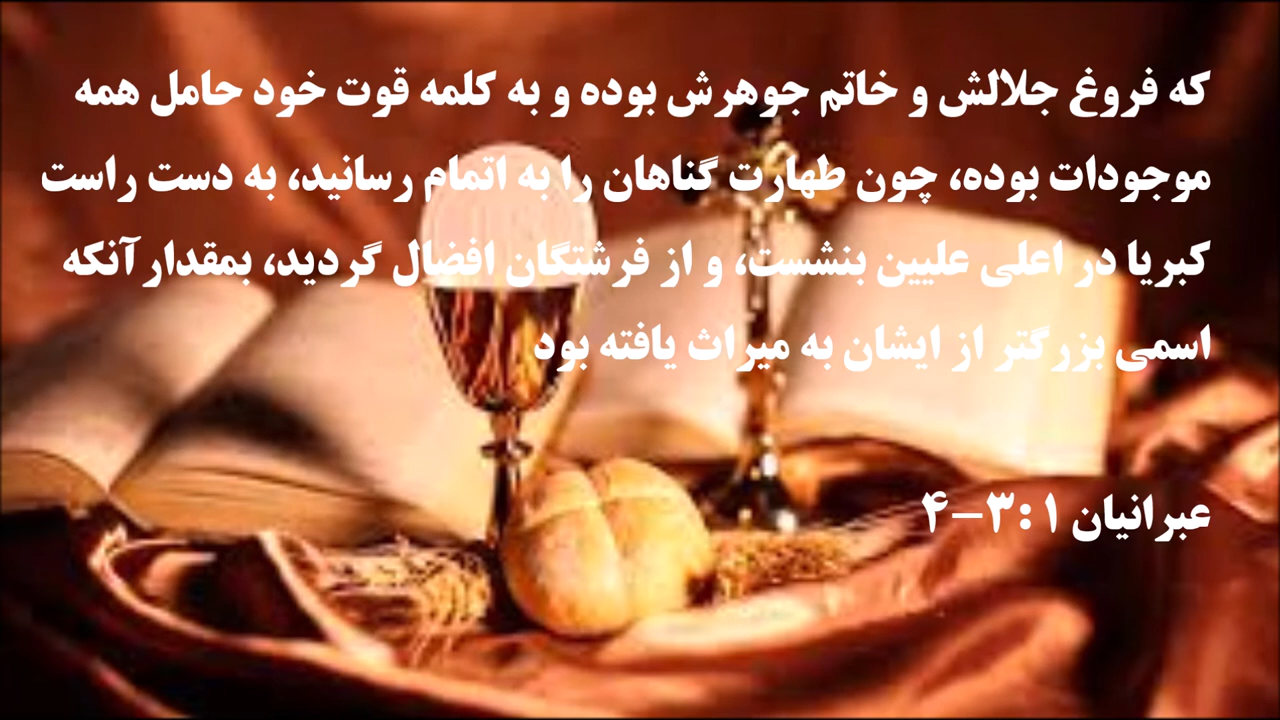 که فروغ جلالش و خاتم جوهرش بوده و به کلمه قوت خود حامل همه
موجودات بوده، چون طهارت گناهان را به اتمام رسانید، به دست راست
کبریا در اعلی علیین بنشست، و از فرشتگان افضال گردید، بمقدار آنکه
اسمی بزرگتر از ایشان به میراث یافته بود
عبرانیان ۱ : ۳-۴